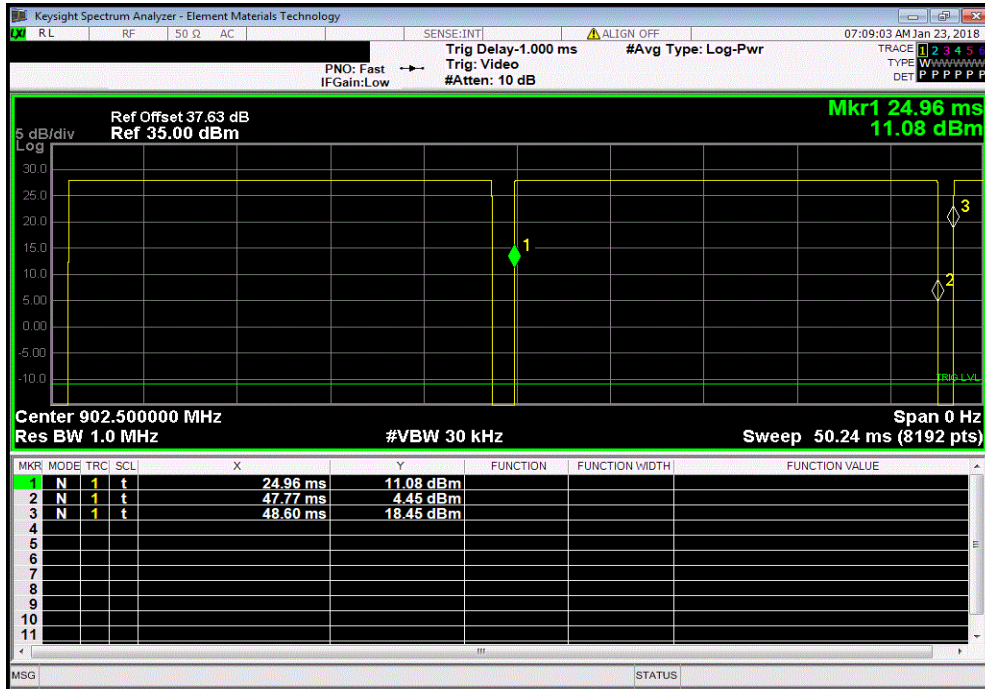 Keysight Spectrum Analyzer - Element Materials Technology
LXI RL RF 50 Ω AC SENSE:INT ALIGN OFF 07:09:03 AM Jan 23, 2018
Trig Delay-1.000 ms #Avg Type: Log-Pwr TRACE 1 2 3 4 5 6
PNO: Fast Trig: Video TYPE WWWWWW
IFGain:Low #Atten: 10 dB DET P P P P P P
Mkr1 24.96 ms
Ref Offset 37.63 dB
5 dB/div Ref 35.00 dBm 11.08 dBm
Log
30.0
25.0
3
20.0
15.0 1
10.0
5.00 2
0.00
-5.00
-10.0 TRIG LVL
Center 902.500000 MHz Span 0 Hz
Res BW 1.0 MHz #VBW 30 kHz Sweep 50.24 ms (8192 pts)
MKR MODE TRC SCL X Y FUNCTION FUNCTION WIDTH FUNCTION VALUE
1 N 1 t 24.96 ms 11.08 dBm
2 N 1 t 47.77 ms 4.45 dBm
3 N 1 t 48.60 ms 18.45 dBm
4
5
6
7
8
9
10
11
MSG STATUS